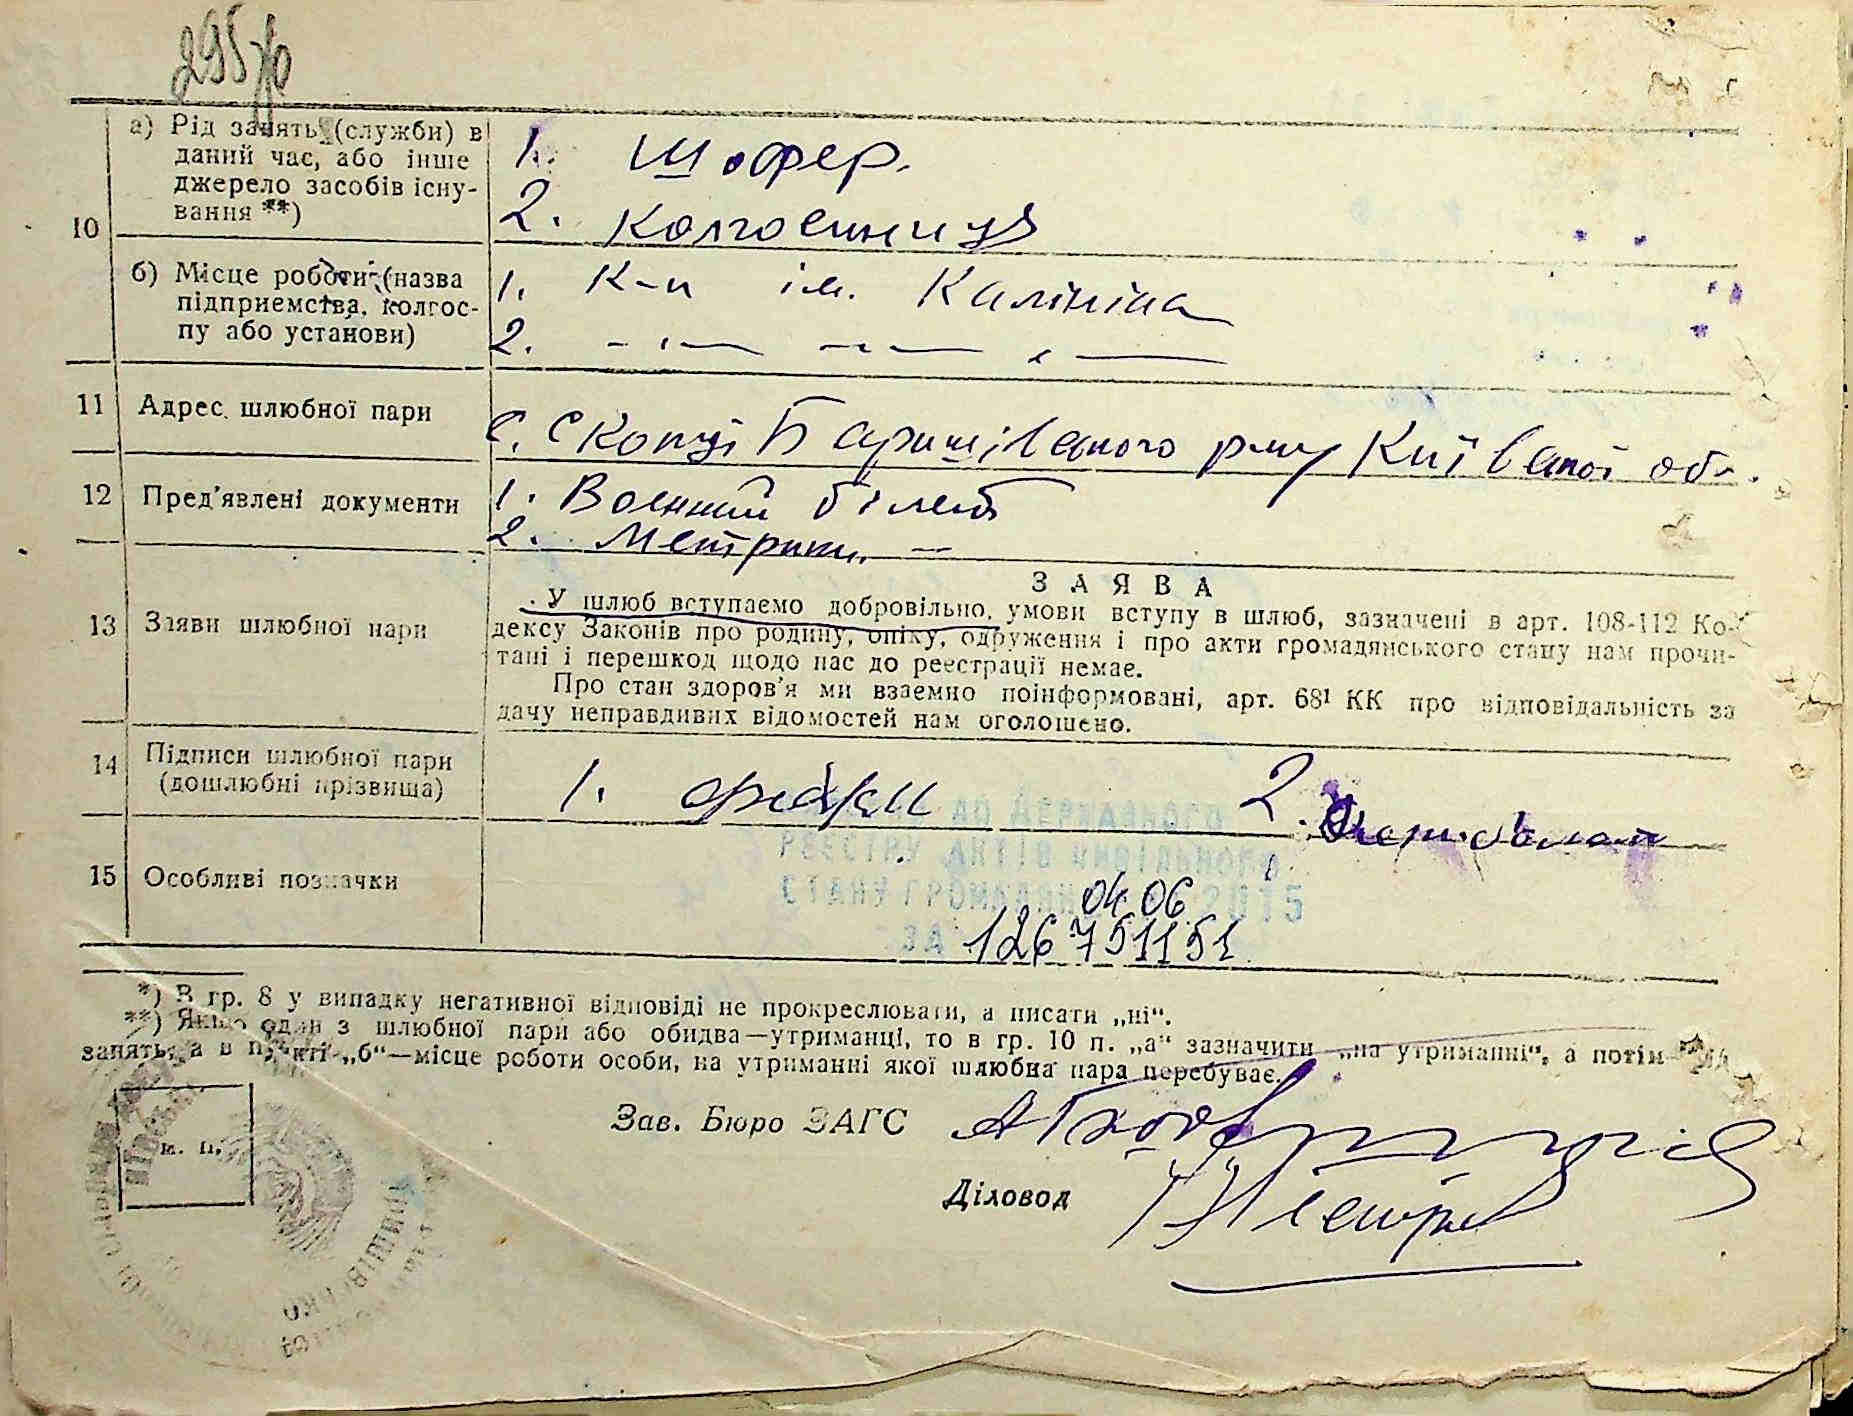 а) Рід занять (служби) в
даний час, або інше
джерело засобів існу-
вання **)
10
1. Шофер.
2. Колгоспниця
б) Місце роботи (назва
підприємства, колгос-
пу або установи)
1. К-п ім. Калініна
2. - „ - - „ -
11 Адрес шлюбної пари
с. Скопці Баришівського р-ну Київської обл.
12 Пред'явлені документи
1. Воєнний білет
2. Метрики. —
13 Заяви шлюбної пари
ЗАЯВА
У шлюб вступаємо добровільно, умови вступу в шлюб, зазначені в арт. 108-112 Ко-
дексу Законів про родину, опіку, одруження і про акти громадянського стану нам прочи-
тані і перешкод щодо нас до реєстрації немає.
Про стан здоров'я ми взаємно поінформовані, арт. 68¹ КК про відповідальність за
дачу неправдивих відомостей нам оголошено.
14 Підписи шлюбної пари
(дошлюбні прізвища)
1. 2.
ДО ДЕРЖАВНОГО
РЕЄСТРУ АКТІВ ЦИВІЛЬНОГО
15 Особливі позначки
СТАНУ ГРОМАДЯН 04 06 2015
ЗА 126751151
*) В гр. 8 у випадку негативної відповіді не прокреслювати, а писати „ні“.
**) Якщо один з шлюбної пари або обидва—утриманці, то в гр. 10 п. „а“ зазначити „на утриманні“, а потім
занять, а в пункті „б“—місце роботи особи, на утриманні якої шлюбна пара перебуває.
Зав. Бюро ЗАГС
м. п.
Діловод